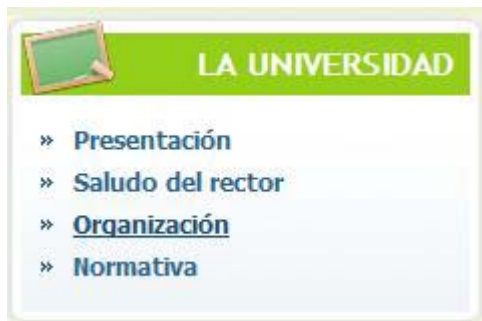 LA UNIVERSIDAD
» Presentación
» Saludo del rector
» Organización
» Normativa